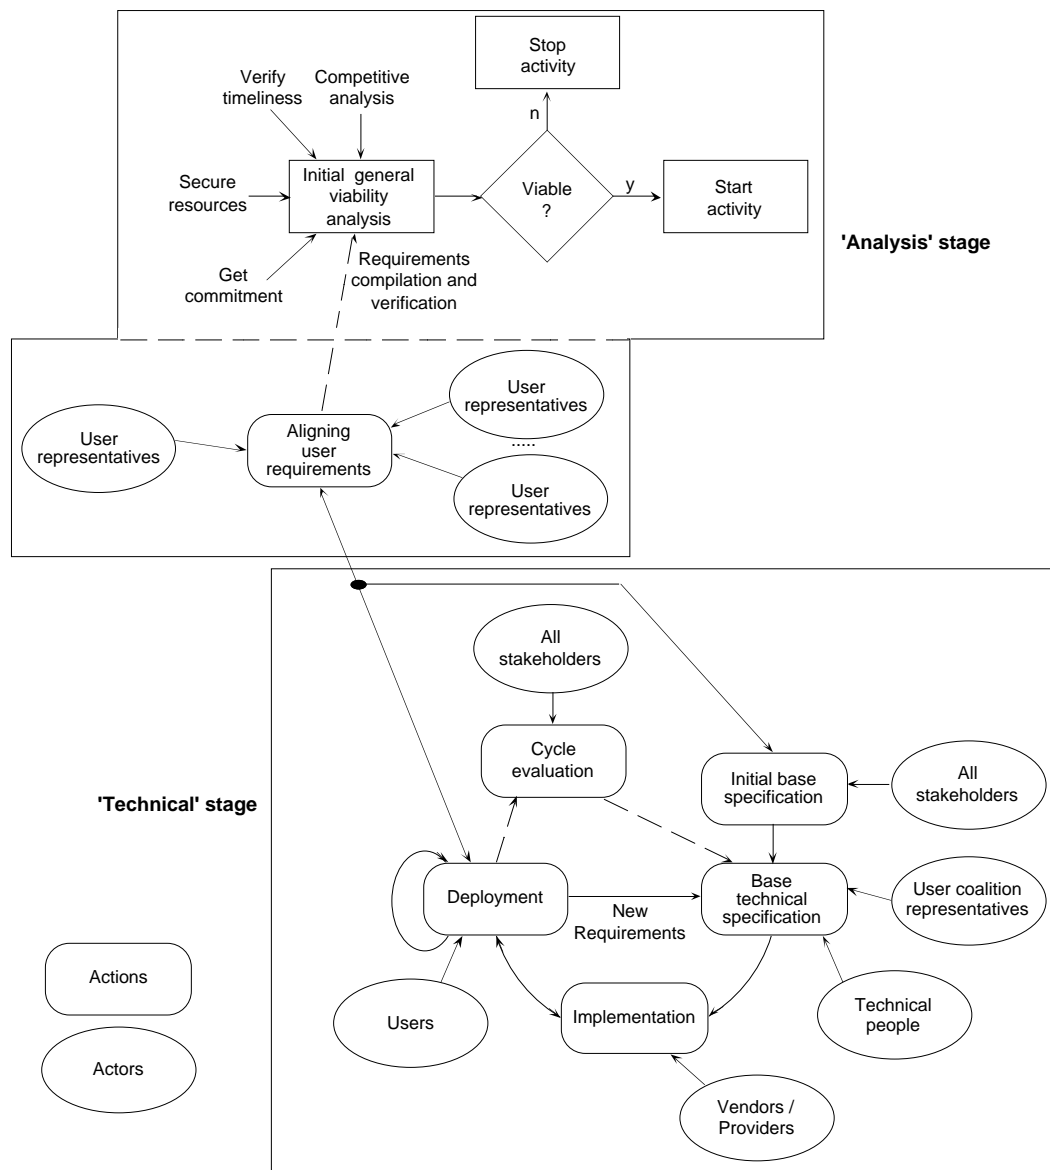 Stop
activity
Verify
timeliness
Competitive
analysis
n
Initial general
viability
analysis
Secure
resources
Viable
?
y
Start
activity
'Analysis' stage
Get
commitment
Requirements
compilation and
verification
User
representatives
User
representatives
.....
Aligning
user
requirements
User
representatives
All
stakeholders
Cycle
evaluation
Initial base
specification
All
stakeholders
'Technical' stage
Deployment
New
Requirements
Base
technical
specification
User coalition
representatives
Actions
Users
Implementation
Technical
people
Actors
Vendors /
Providers